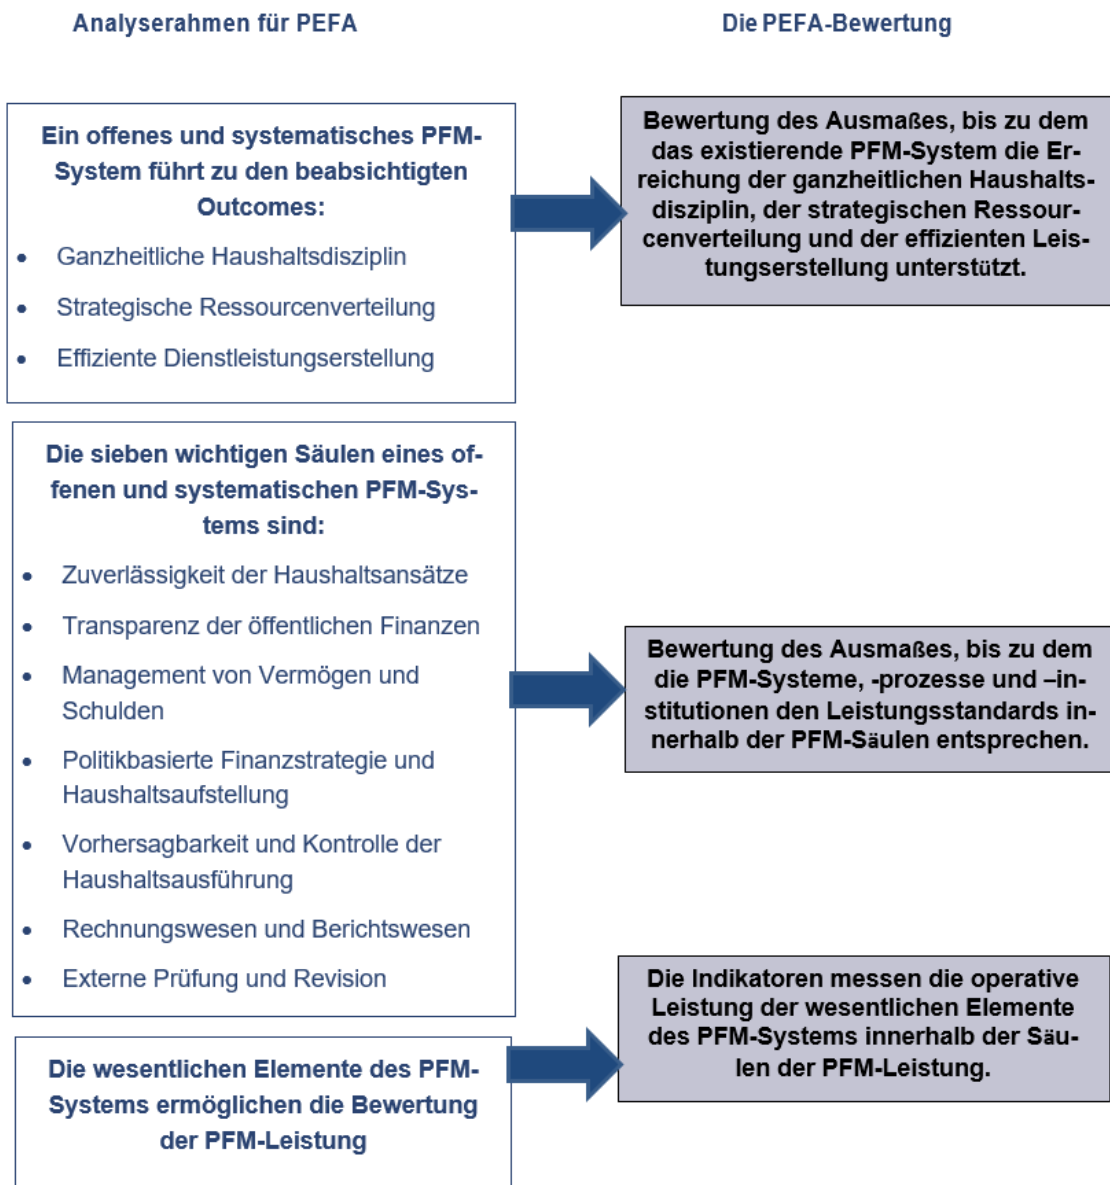 Analyserahmen für PEFA
Die PEFA-Bewertung
Ein offenes und systematisches PFM-
System führt zu den beabsichtigten
Outcomes:
• Ganzheitliche Haushaltsdisziplin
• Strategische Ressourcenverteilung
• Effiziente Dienstleistungserstellung
Bewertung des Ausmaßes, bis zu dem
das existierende PFM-System die Er-
reichung der ganzheitlichen Haushalts-
disziplin, der strategischen Ressour-
cenverteilung und der effizienten Leis-
tungserstellung unterstützt.
Die sieben wichtigen Säulen eines of-
fenen und systematischen PFM-Sys-
tems sind:
• Zuverlässigkeit der Haushaltsansätze
• Transparenz der öffentlichen Finanzen
• Management von Vermögen und
Schulden
• Politikbasierte Finanzstrategie und
Haushaltsaufstellung
• Vorhersagbarkeit und Kontrolle der
Haushaltsausführung
• Rechnungswesen und Berichtswesen
• Externe Prüfung und Revision
Bewertung des Ausmaßes, bis zu dem
die PFM-Systeme, -prozesse und –in-
stitutionen den Leistungsstandards in-
nerhalb der PFM-Säulen entsprechen.
Die wesentlichen Elemente des PFM-
Systems ermöglichen die Bewertung
der PFM-Leistung
Die Indikatoren messen die operative
Leistung der wesentlichen Elemente
des PFM-Systems innerhalb der Säu-
len der PFM-Leistung.